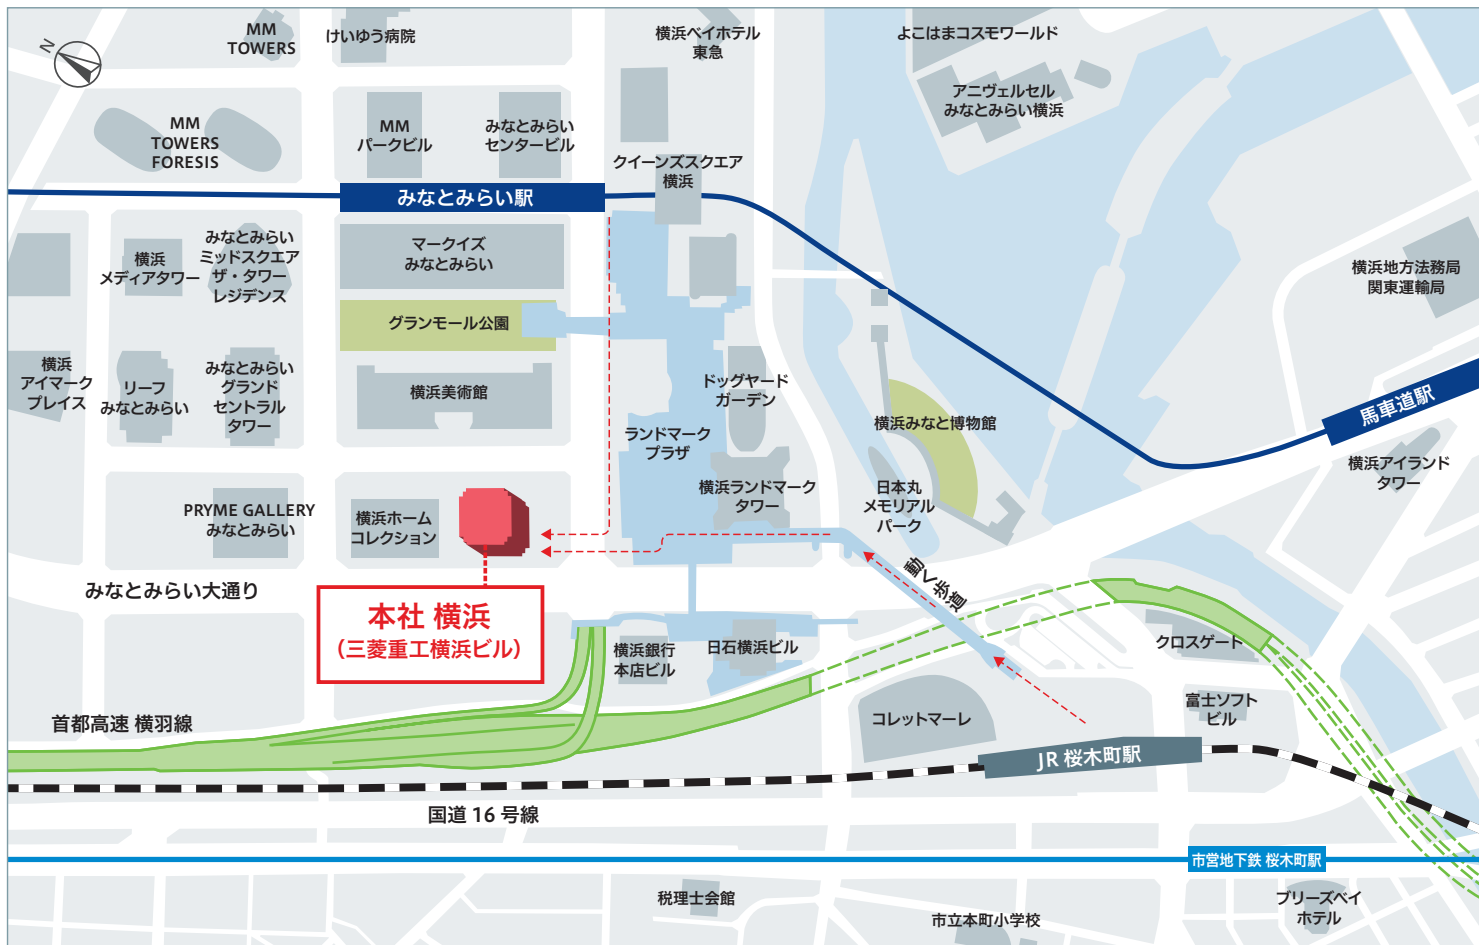 N
MM
TOWERS
けいゆう病院
横浜ベイホテル
東急
よこはまコスモワールド
アニヴェルセル
みなとみらい横浜
MM
TOWERS
FORESIS
MM
パークビル
みなとみらい
センタービル
クイーンズスクエア
横浜
みなとみらい駅
横浜
メディアタワー
みなとみらい
ミッドスクエア
ザ・タワー
レジデンス
マークイズ
みなとみらい
横浜地方法務局
関東運輸局
グランモール公園
横浜
アイマーク
プレイス
リーフ
みなとみらい
みなとみらい
グランド
セントラル
タワー
横浜美術館
ドッグヤード
ガーデン
ランドマーク
プラザ
横浜みなと博物館
馬車道駅
横浜アイランド
タワー
PRYME GALLERY
みなとみらい
横浜ホーム
コレクション
横浜ランドマーク
タワー
日本丸
メモリアル
パーク
みなとみらい大通り
動く歩道
本社 横浜
(三菱重工横浜ビル)
横浜銀行
本店ビル
日石横浜ビル
クロスゲート
首都高速 横羽線
コレットマーレ
富士ソフト
ビル
JR 桜木町駅
国道 16 号線
市営地下鉄 桜木町駅
税理士会館
市立本町小学校
ブリーズベイ
ホテル